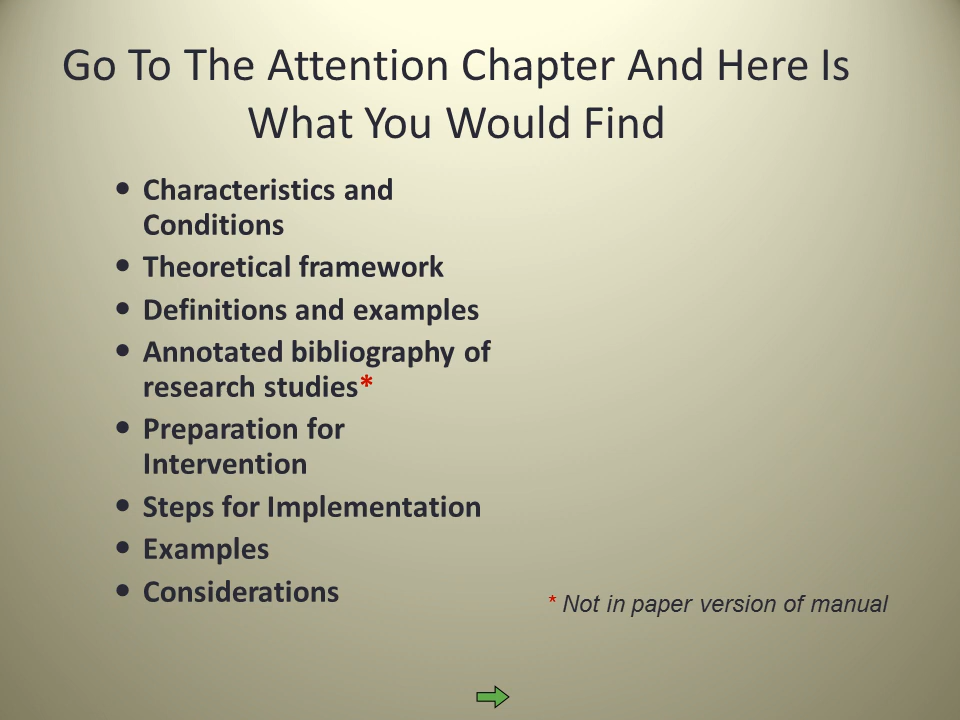 Go To The Attention Chapter And Here Is
What You Would Find
• Characteristics and
Conditions
• Theoretical framework
• Definitions and examples
• Annotated bibliography of
research studies*
• Preparation for
Intervention
• Steps for Implementation
• Examples
• Considerations
* Not in paper version of manual